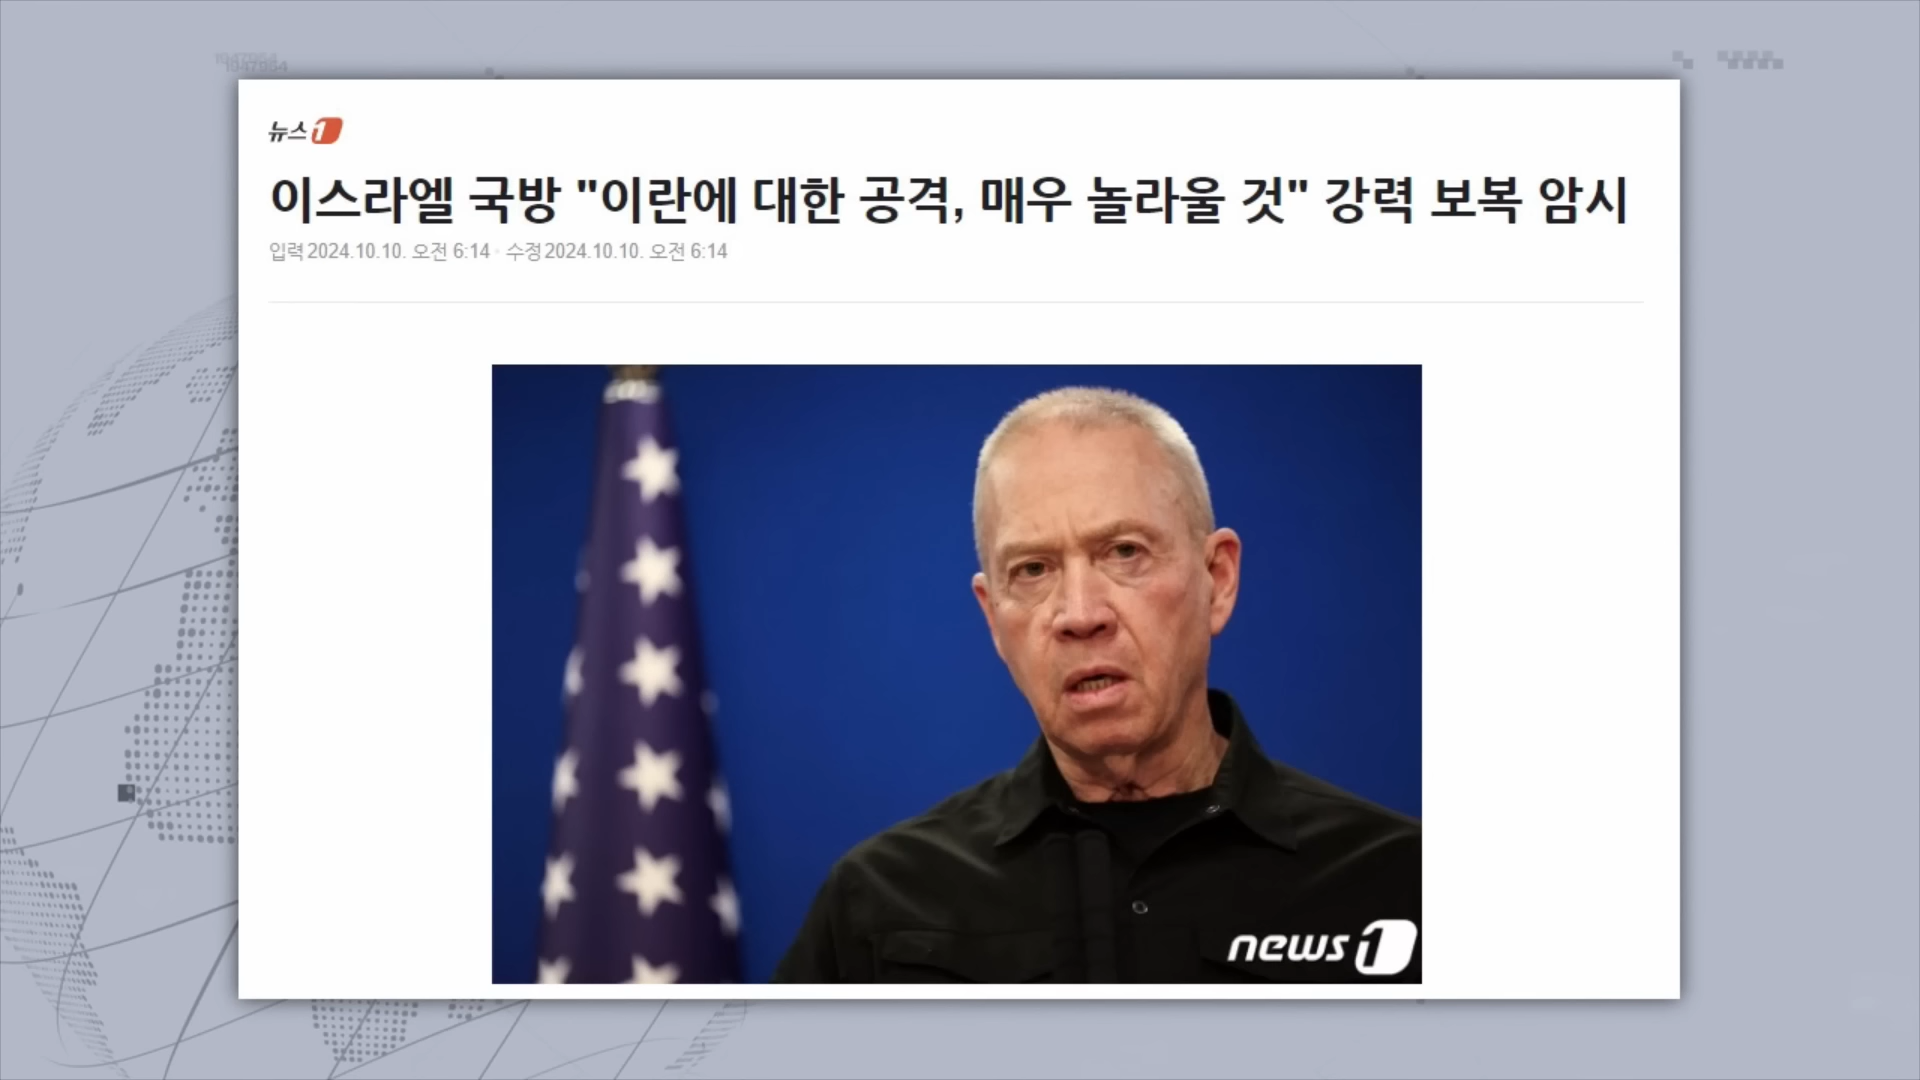 1047954
1047954
뉴스1
이스라엘 국방 "이란에 대한 공격, 매우 놀라울 것" 강력 보복 암시
입력 2024.10.10. 오전 6:14 · 수정 2024.10.10. 오전 6:14
news1